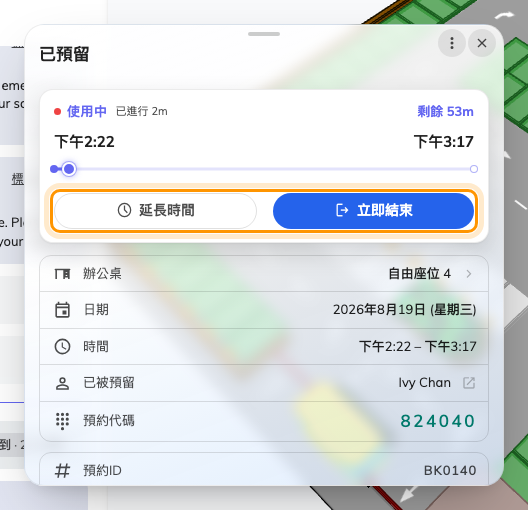 已預留
使用中 已進行 2m 剩餘 53m
下午2:22 下午3:17
延長時間 立即結束
辦公桌 自由座位 4
日期 2026年8月19日 (星期三)
時間 下午2:22 – 下午3:17
已被預留 Ivy Chan
預約代碼 824040
預約ID BK0140